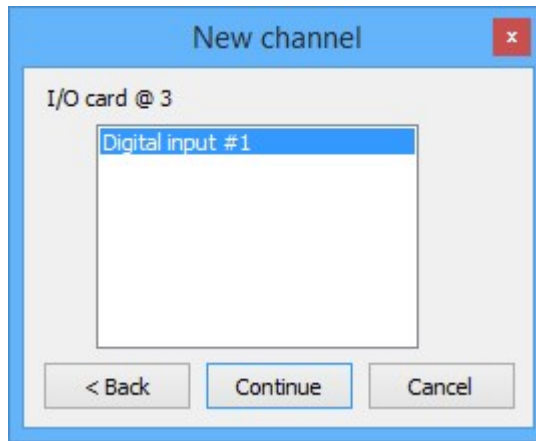 New channel
x
I/O card @ 3
Digital input #1
< Back Continue Cancel